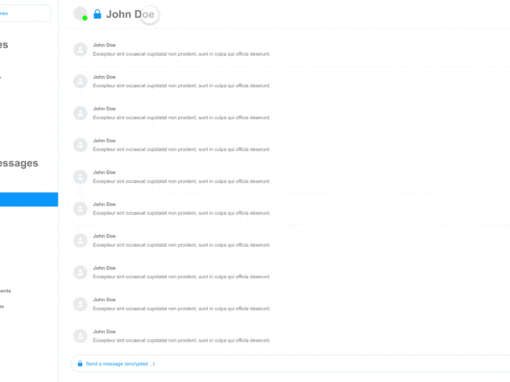 John Doe
John Doe
Excepteur sint occaecat cupidatat non proident, sunt in culpa qui officia deserunt.
John Doe
Excepteur sint occaecat cupidatat non proident, sunt in culpa qui officia deserunt.
John Doe
Excepteur sint occaecat cupidatat non proident, sunt in culpa qui officia deserunt.
John Doe
Excepteur sint occaecat cupidatat non proident, sunt in culpa qui officia deserunt.
essages
John Doe
Excepteur sint occaecat cupidatat non proident, sunt in culpa qui officia deserunt.
John Doe
Excepteur sint occaecat cupidatat non proident, sunt in culpa qui officia deserunt.
John Doe
Excepteur sint occaecat cupidatat non proident, sunt in culpa qui officia deserunt.
John Doe
Excepteur sint occaecat cupidatat non proident, sunt in culpa qui officia deserunt.
John Doe
Excepteur sint occaecat cupidatat non proident, sunt in culpa qui officia deserunt.
John Doe
Excepteur sint occaecat cupidatat non proident, sunt in culpa qui officia deserunt.
Send a message (encrypted...)